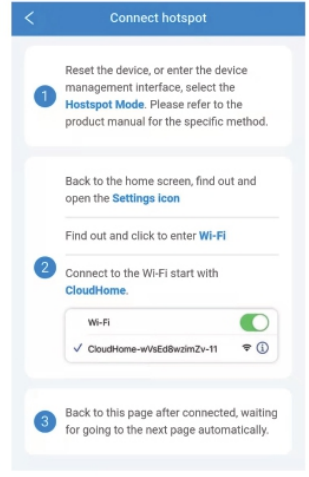 Connect hotspot
Reset the device, or enter the device
management interface, select the
Hostspot Mode. Please refer to the
product manual for the specific method.
1
Back to the home screen, find out and
open the Settings icon
Find out and click to enter Wi-Fi
2
Connect to the Wi-Fi start with
CloudHome.
Wi-Fi
CloudHome-wVsEd8wzimZv-11
3
Back to this page after connected, waiting
for going to the next page automatically.